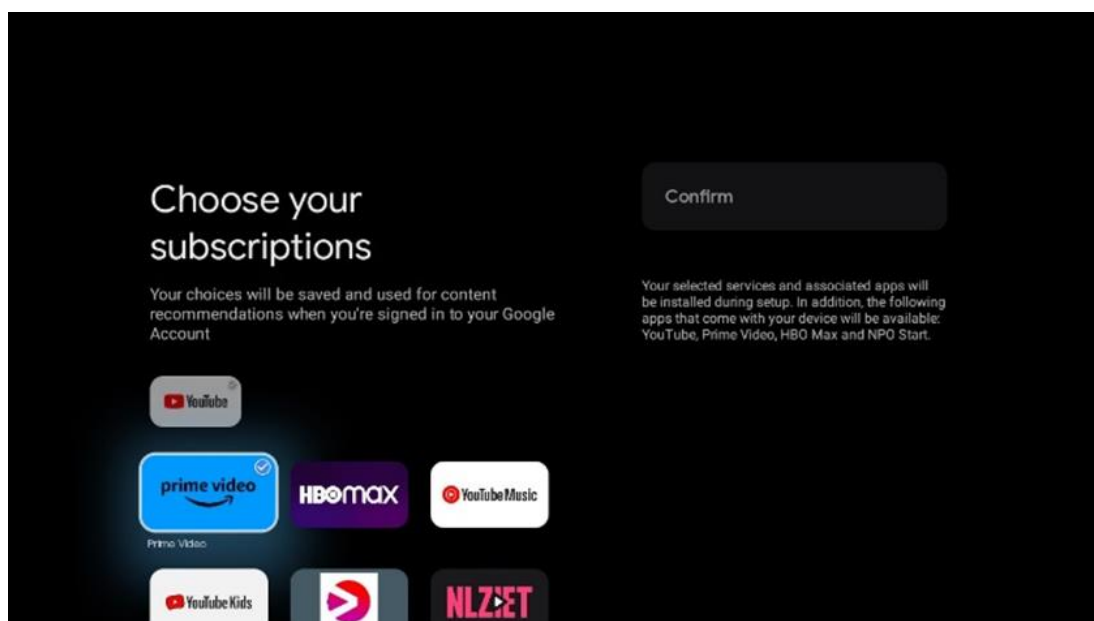 Choose your
subscriptions
Your choices will be saved and used for content
recommendations when you're signed in to your Google
Account
YouTube
prime video
HBOmax
YouTube Music
Prime Video
YouTube Kids
NLZIET
Confirm
Your selected services and associated apps will
be installed during setup. In addition, the following
apps that come with your device will be available:
YouTube, Prime Video, HBO Max and NPO Start.